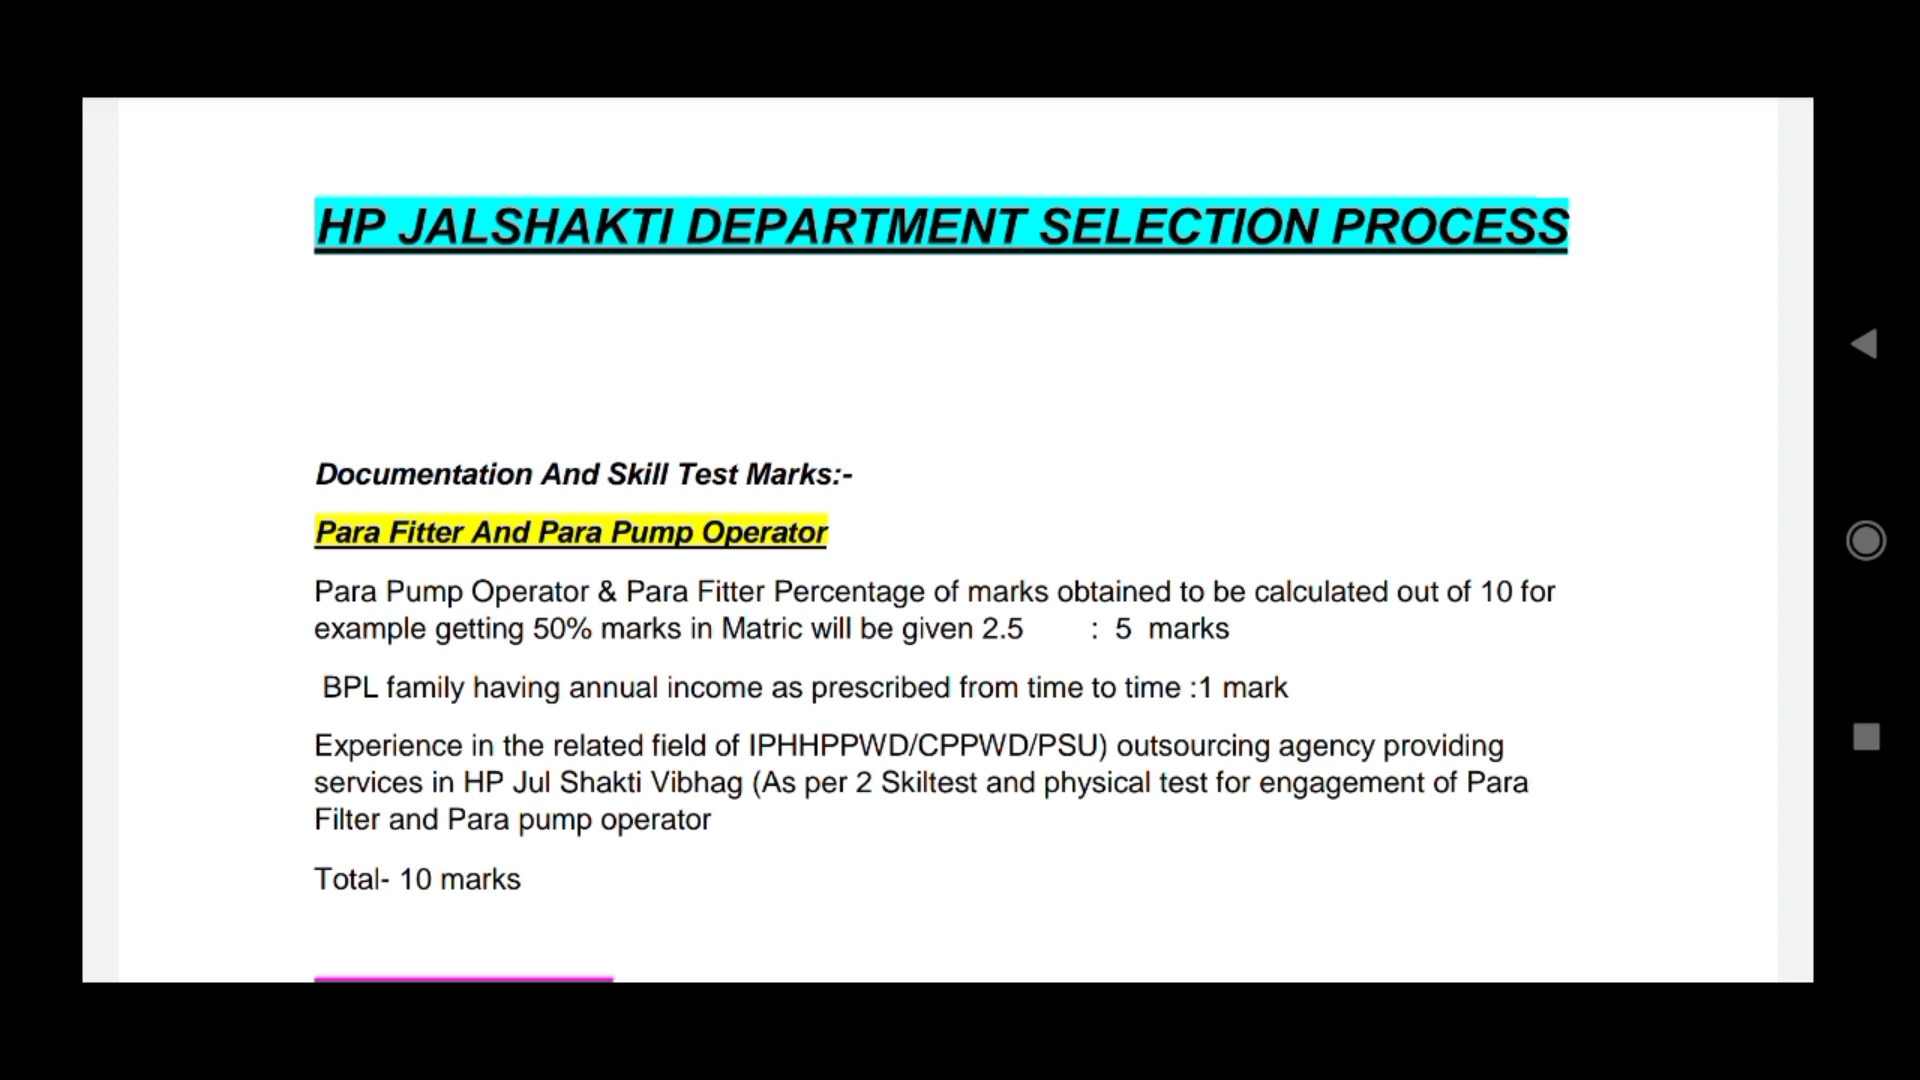 HP JALSHAKTI DEPARTMENT SELECTION PROCESS
Documentation And Skill Test Marks:-
Para Fitter And Para Pump Operator
Para Pump Operator & Para Fitter Percentage of marks obtained to be calculated out of 10 for
example getting 50% marks in Matric will be given 2.5 : 5 marks
BPL family having annual income as prescribed from time to time :1 mark
Experience in the related field of IPHHPPWD/CPPWD/PSU) outsourcing agency providing
services in HP Jul Shakti Vibhag (As per 2 Skiltest and physical test for engagement of Para
Filter and Para pump operator
Total- 10 marks